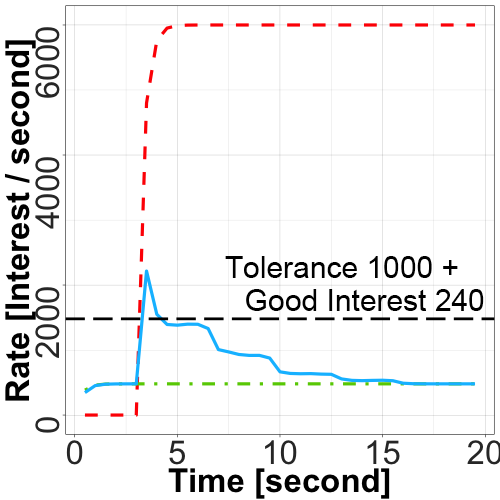 Rate [Interest / second]
6000
4000
2000
0
Tolerance 1000 +
Good Interest 240
0 5 10 15 20
Time [second]